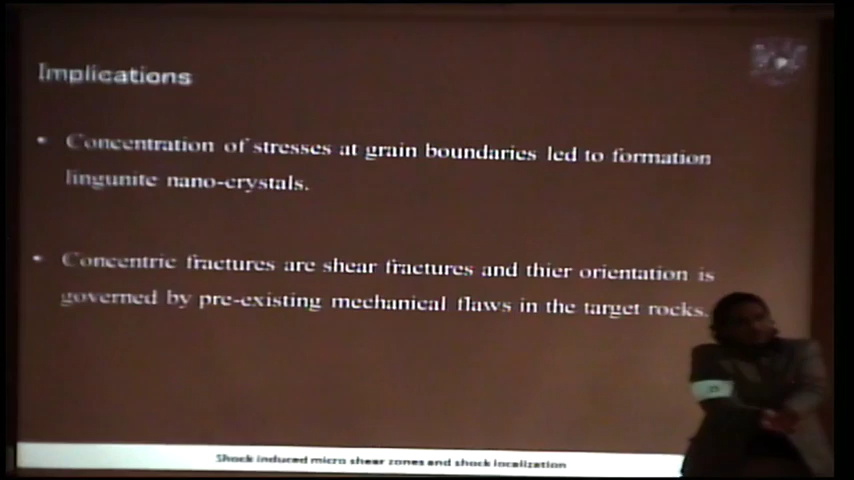 Implications
• Concentration of stresses at grain boundaries led to formation
lingunite nano-crystals.
• Concentric fractures are shear fractures and thier orientation is
governed by pre-existing mechanical flaws in the target rocks.
Shock induced micro shear zones and shock localization